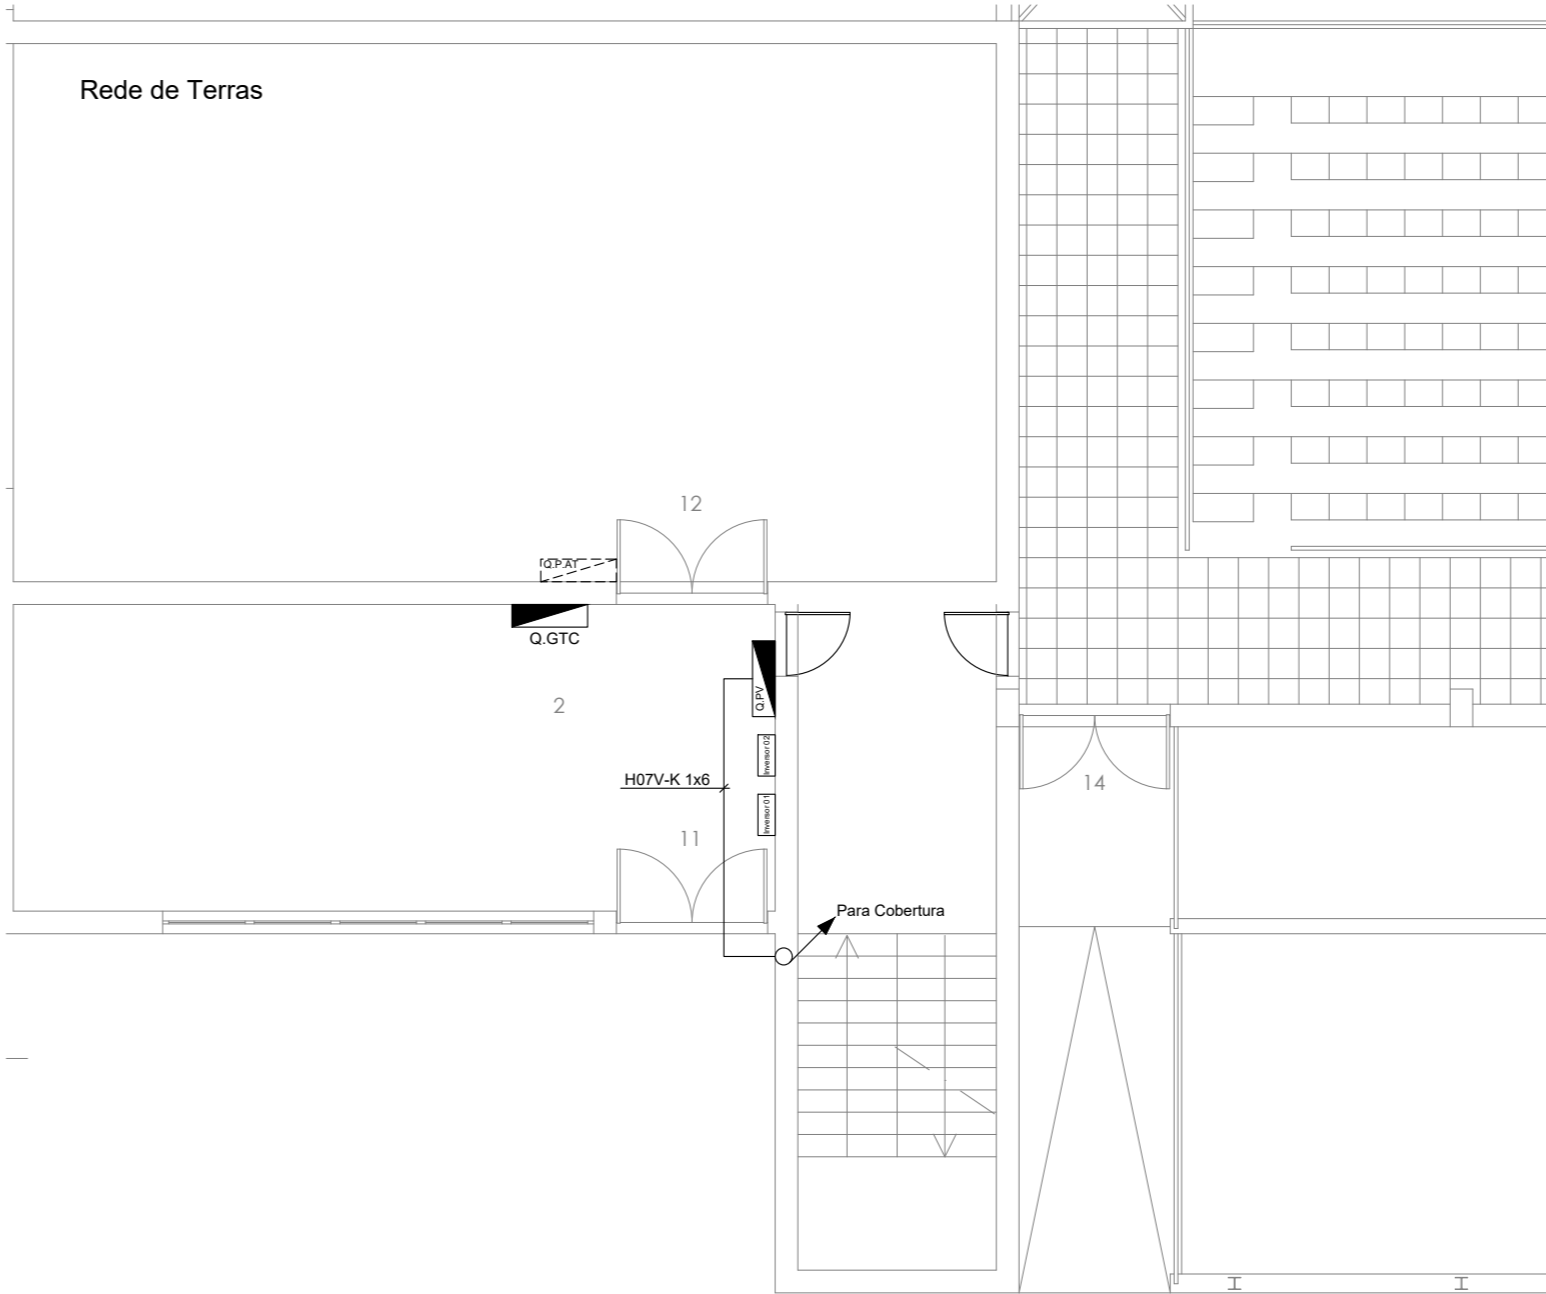 Rede de Terras
12
Q.P.AT
Q.GTC
Q.PV
2
Inversor 02
H07V-K 1x6
14
Inversor 01
11
Para Cobertura